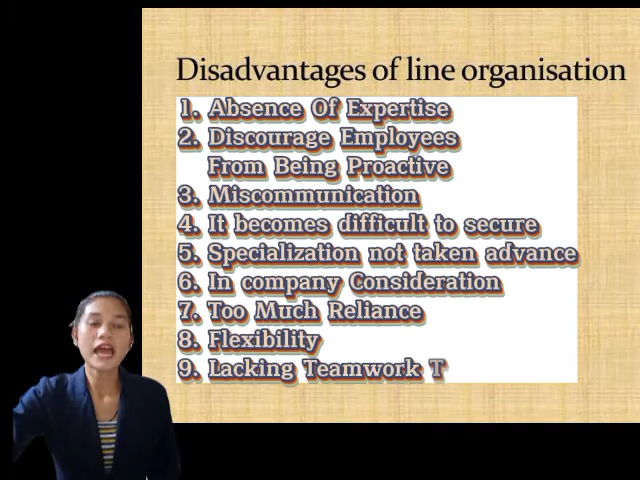 Disadvantages of line organisation
1. Absence Of Expertise
2. Discourage Employees
From Being Proactive
3. Miscommunication
4. It becomes difficult to secure
5. Specialization not taken advance
6. In company Consideration
7. Too Much Reliance
8. Flexibility
9. Lacking Teamwork T